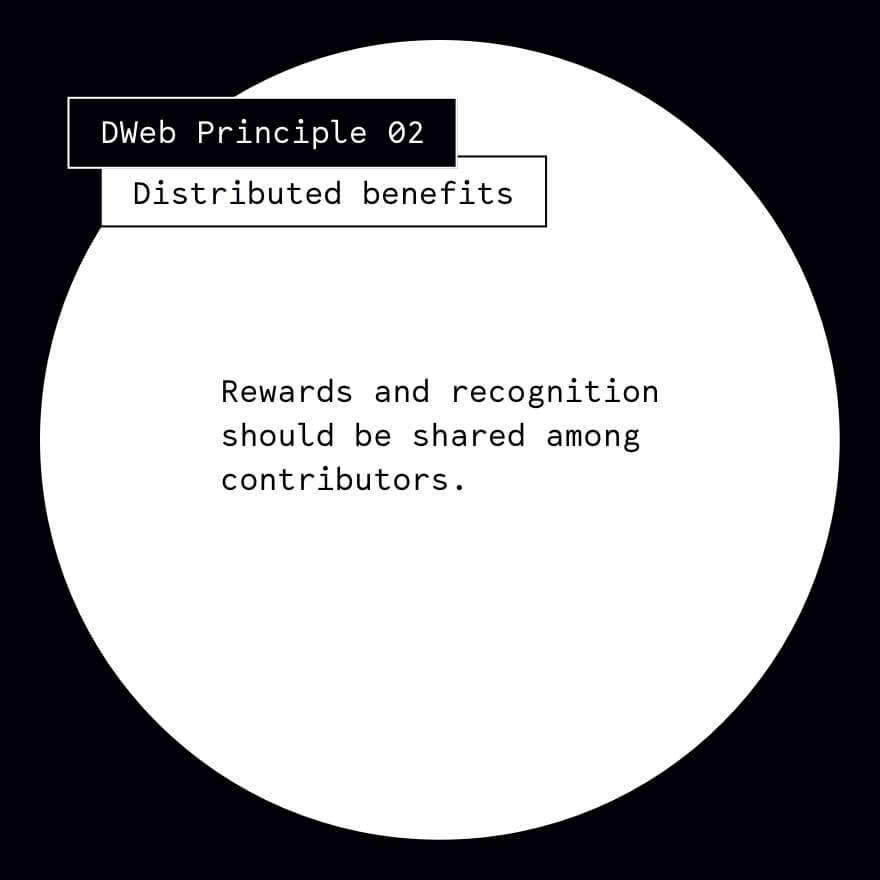 DWeb Principle 02
Distributed benefits
Rewards and recognition
should be shared among
contributors.